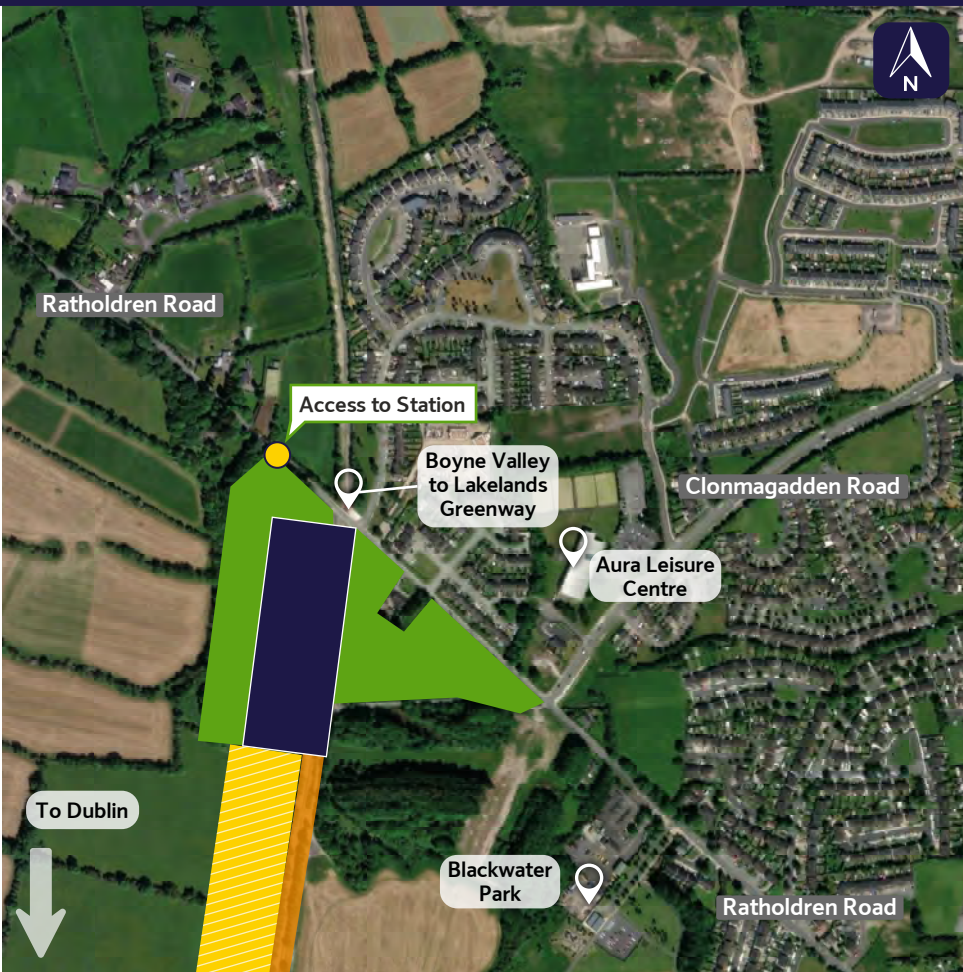 N
Ratholdren Road
Access to Station
Boyne Valley
to Lakelands
Greenway
Clonmagadden Road
Aura Leisure
Centre
To Dublin
Blackwater
Park
Ratholdren Road